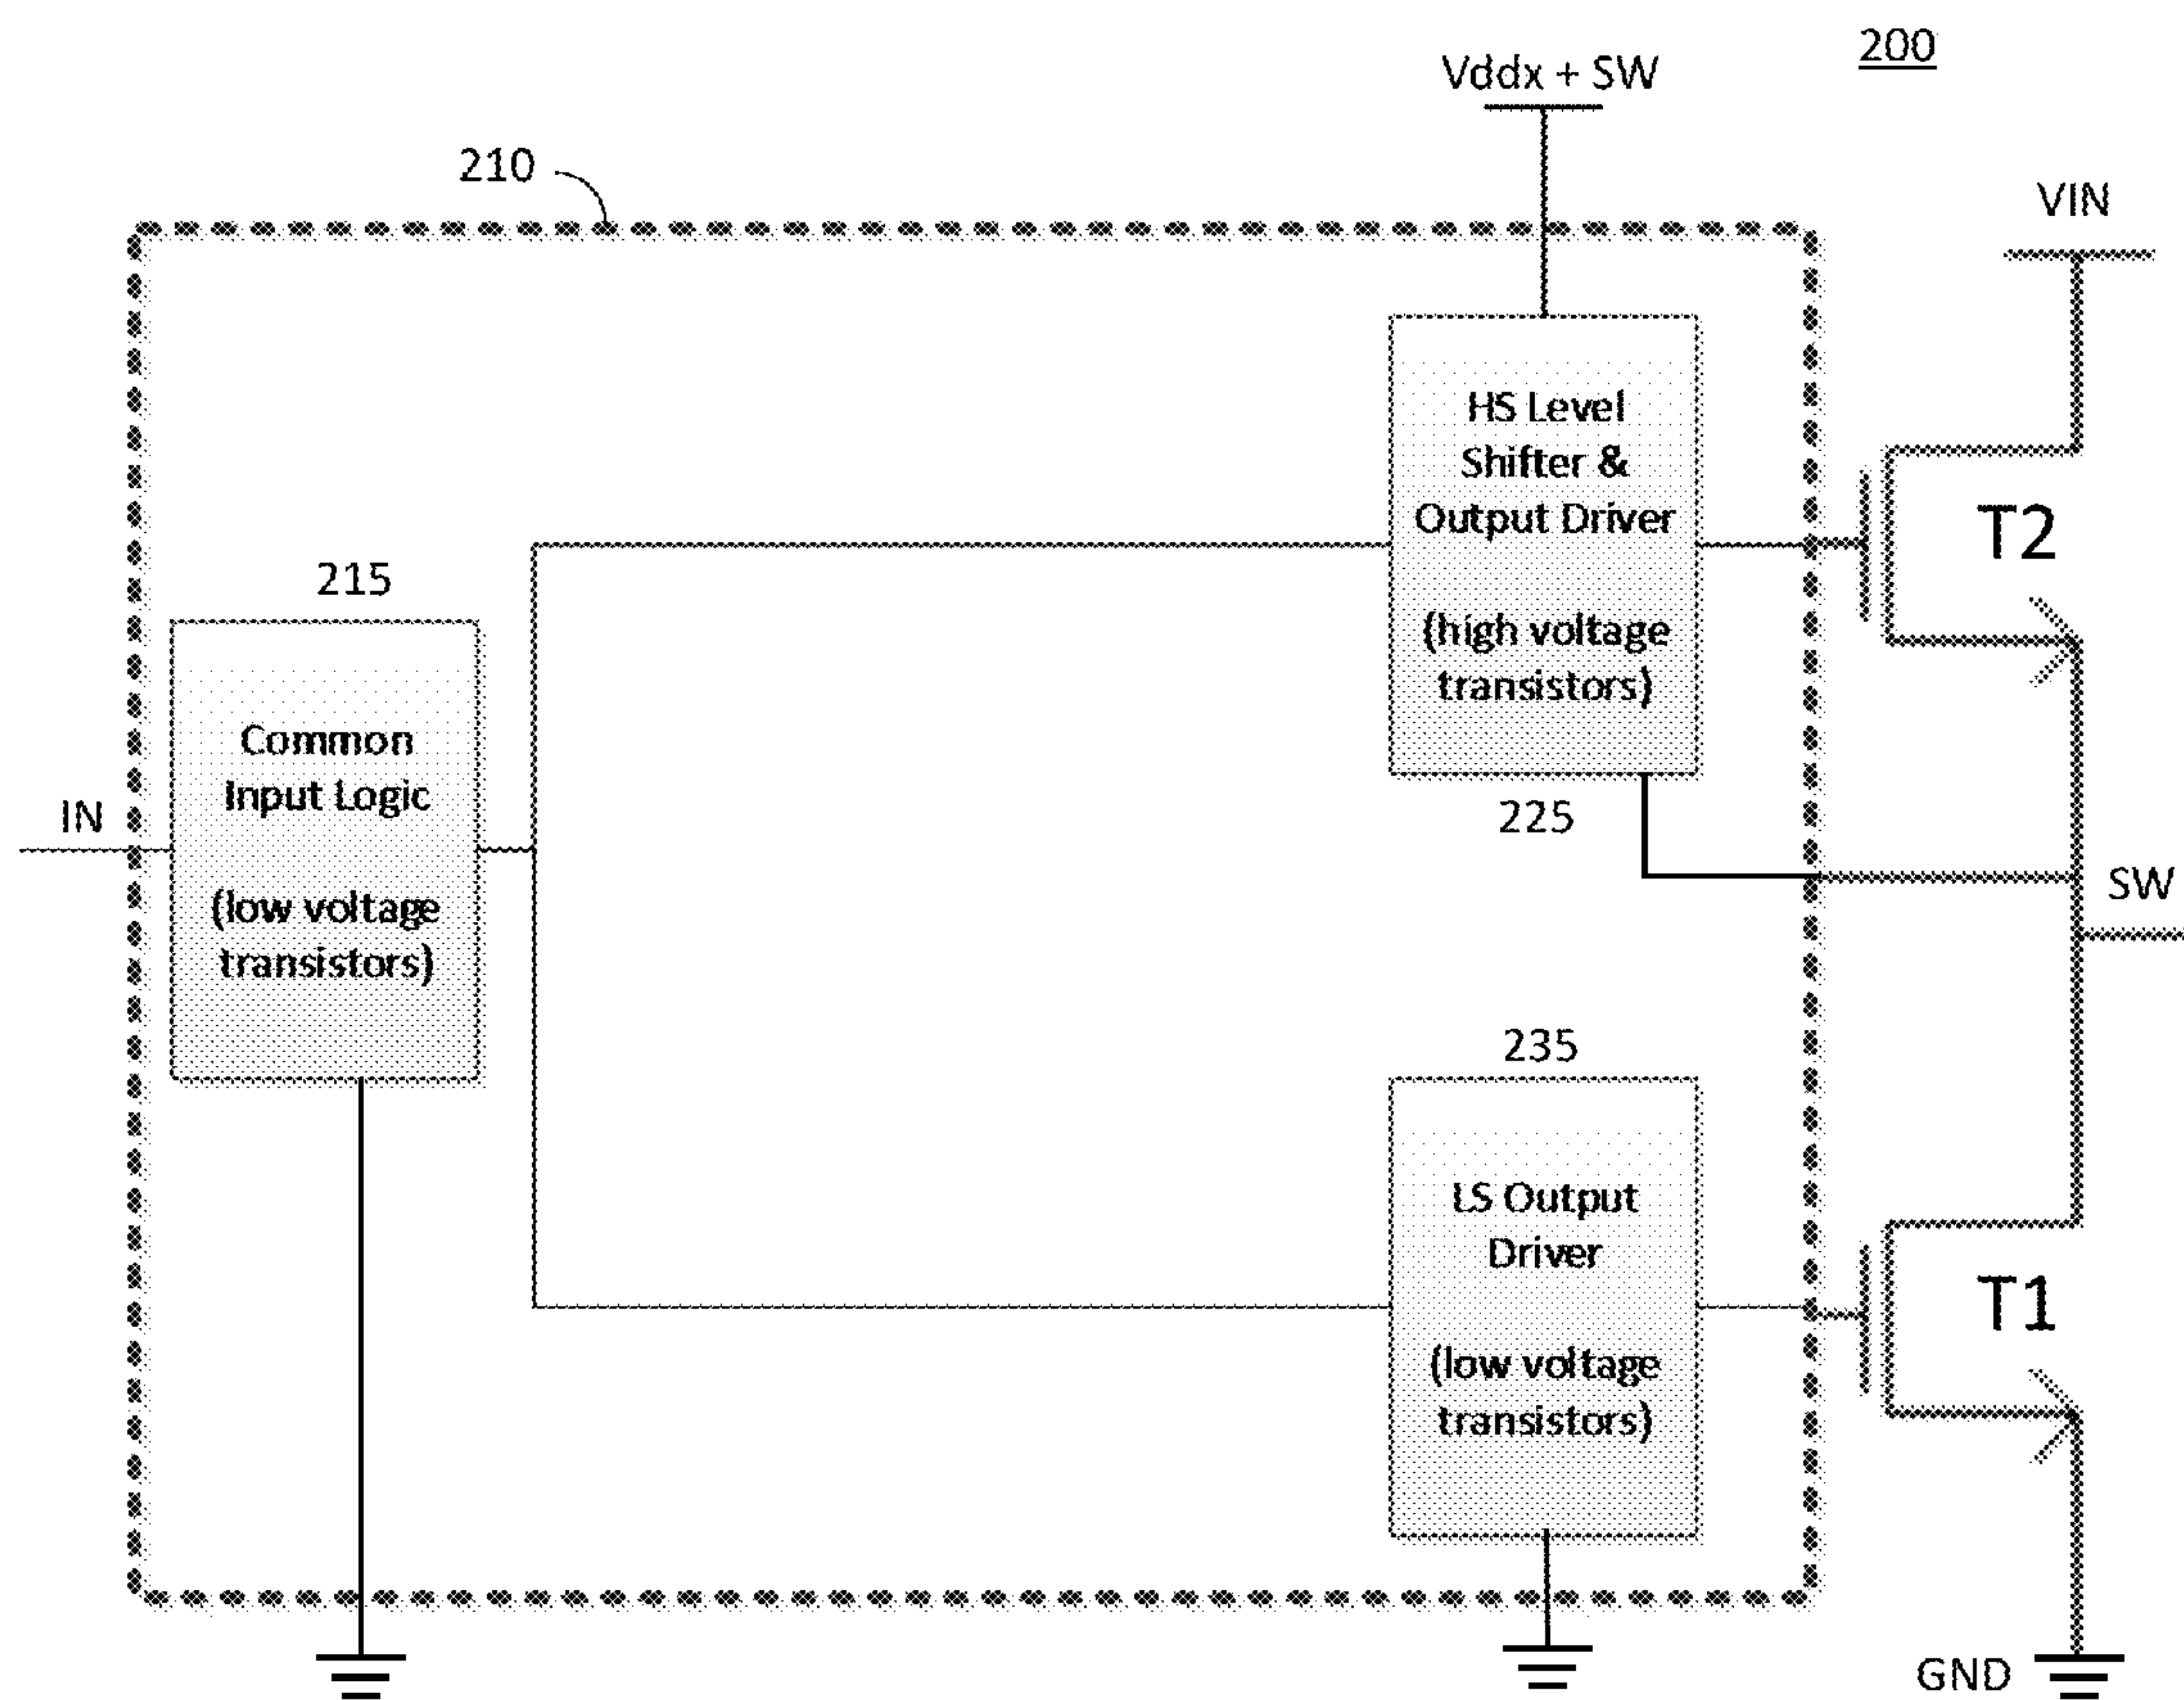 200
Vddx + SW
210
VIN
HS Level
Shifter &
Output Driver
(high voltage
transistors)
T2
215
Common
Input Logic
(low voltage
transistors)
IN
225
SW
235
LS Output
Driver
(low voltage
transistors)
T1
GND